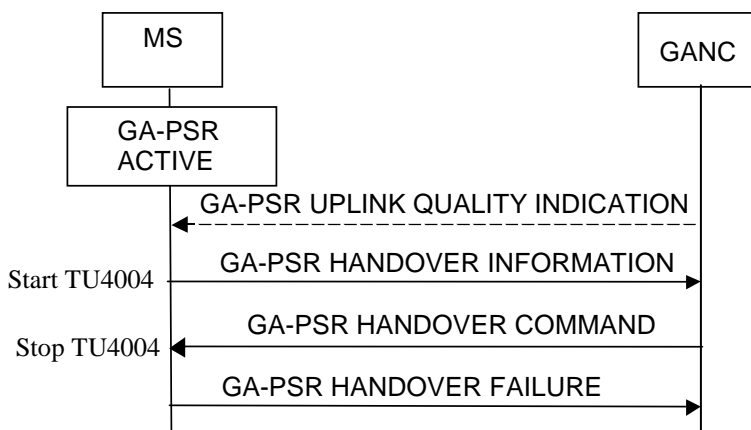 MS
GANC
GA-PSR
ACTIVE
GA-PSR UPLINK QUALITY INDICATION
Start TU4004
GA-PSR HANDOVER INFORMATION
GA-PSR HANDOVER COMMAND
Stop TU4004
GA-PSR HANDOVER FAILURE